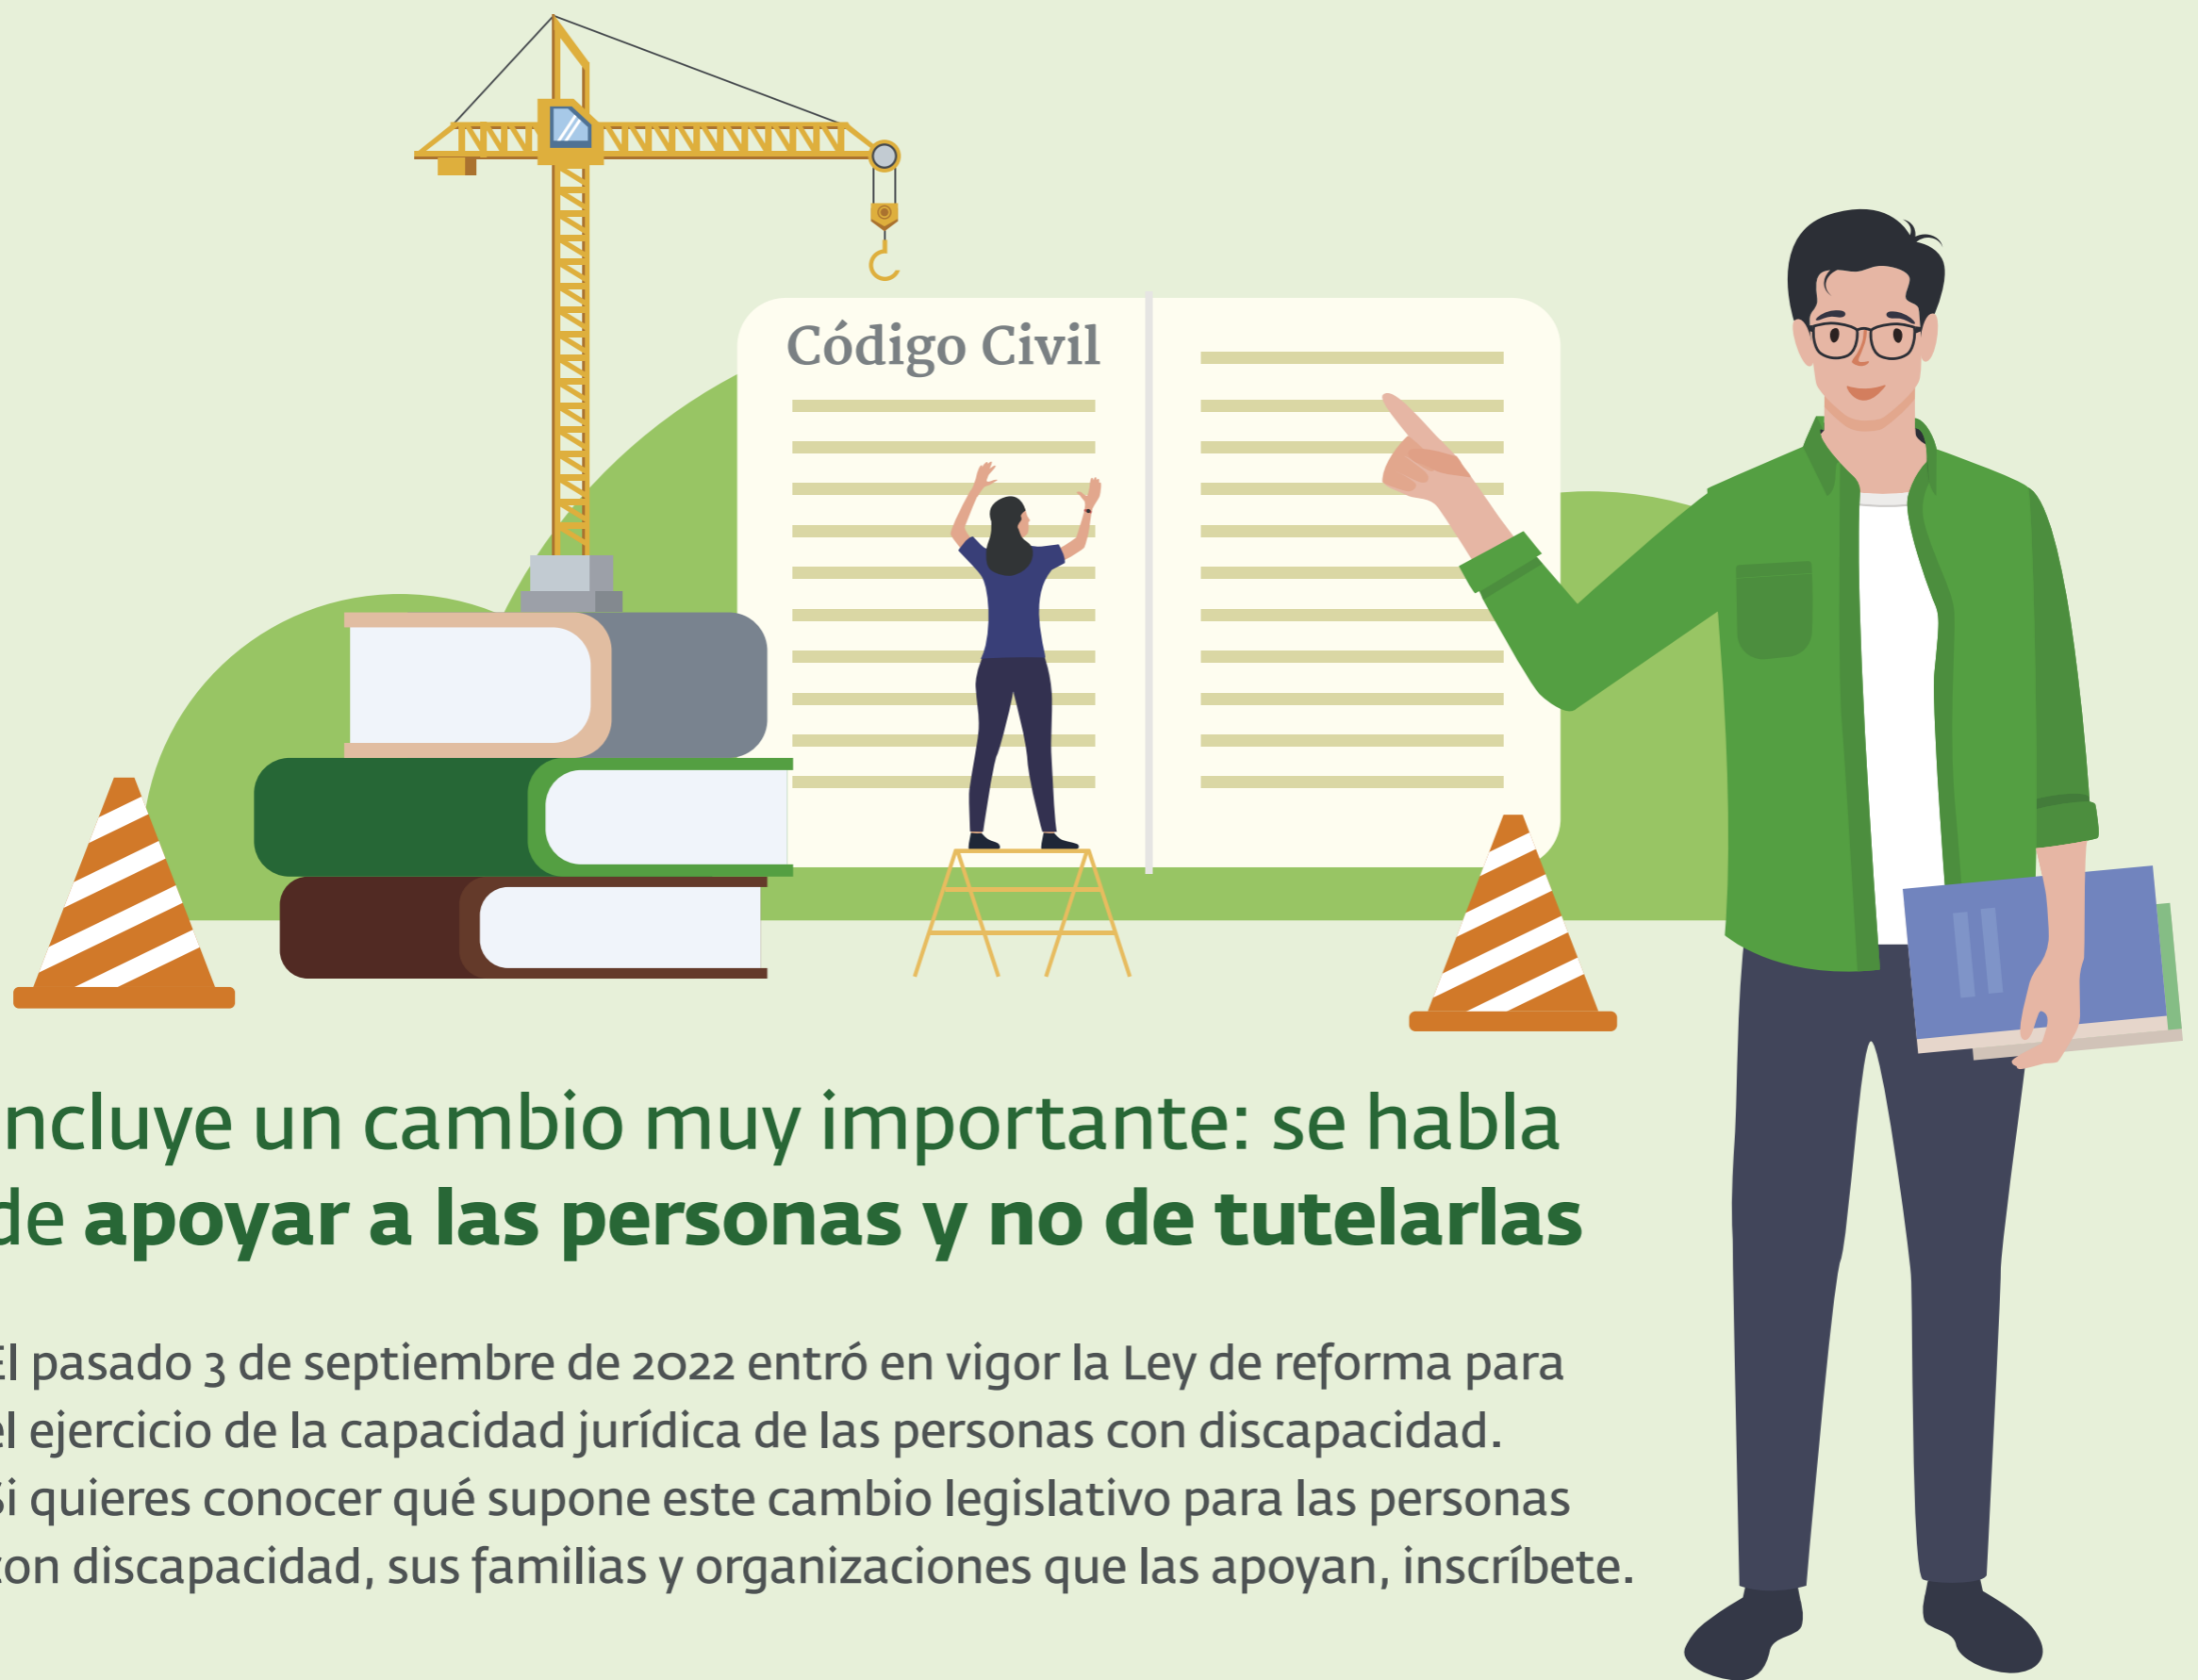 Código Civil
ncluye un cambio muy importante: se habla
de apoyar a las personas y no de tutelarlas
El pasado 3 de septiembre de 2022 entró en vigor la Ley de reforma para
el ejercicio de la capacidad jurídica de las personas con discapacidad.
Si quieres conocer qué supone este cambio legislativo para las personas
con discapacidad, sus familias y organizaciones que las apoyan, inscríbete.